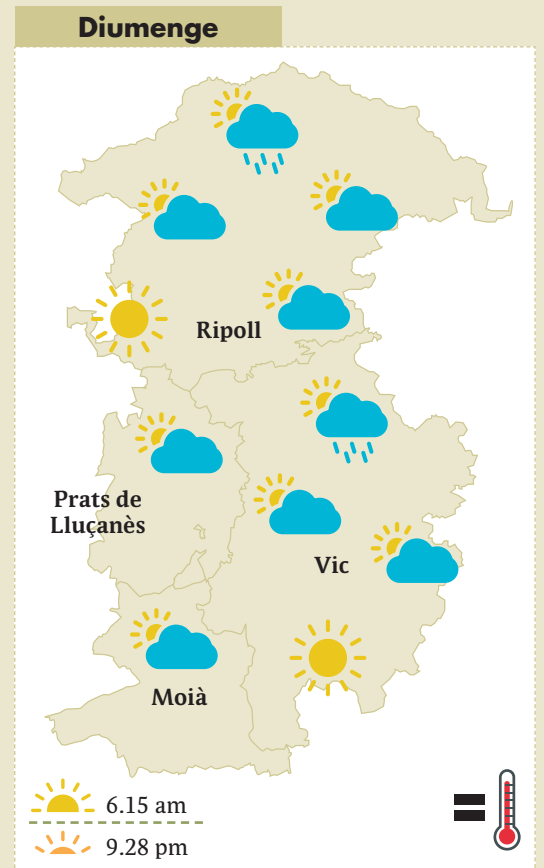 Diumenge
Ripoll
Prats de
Lluçanès
Vic
Moià
6.15 am
9.28 pm
=